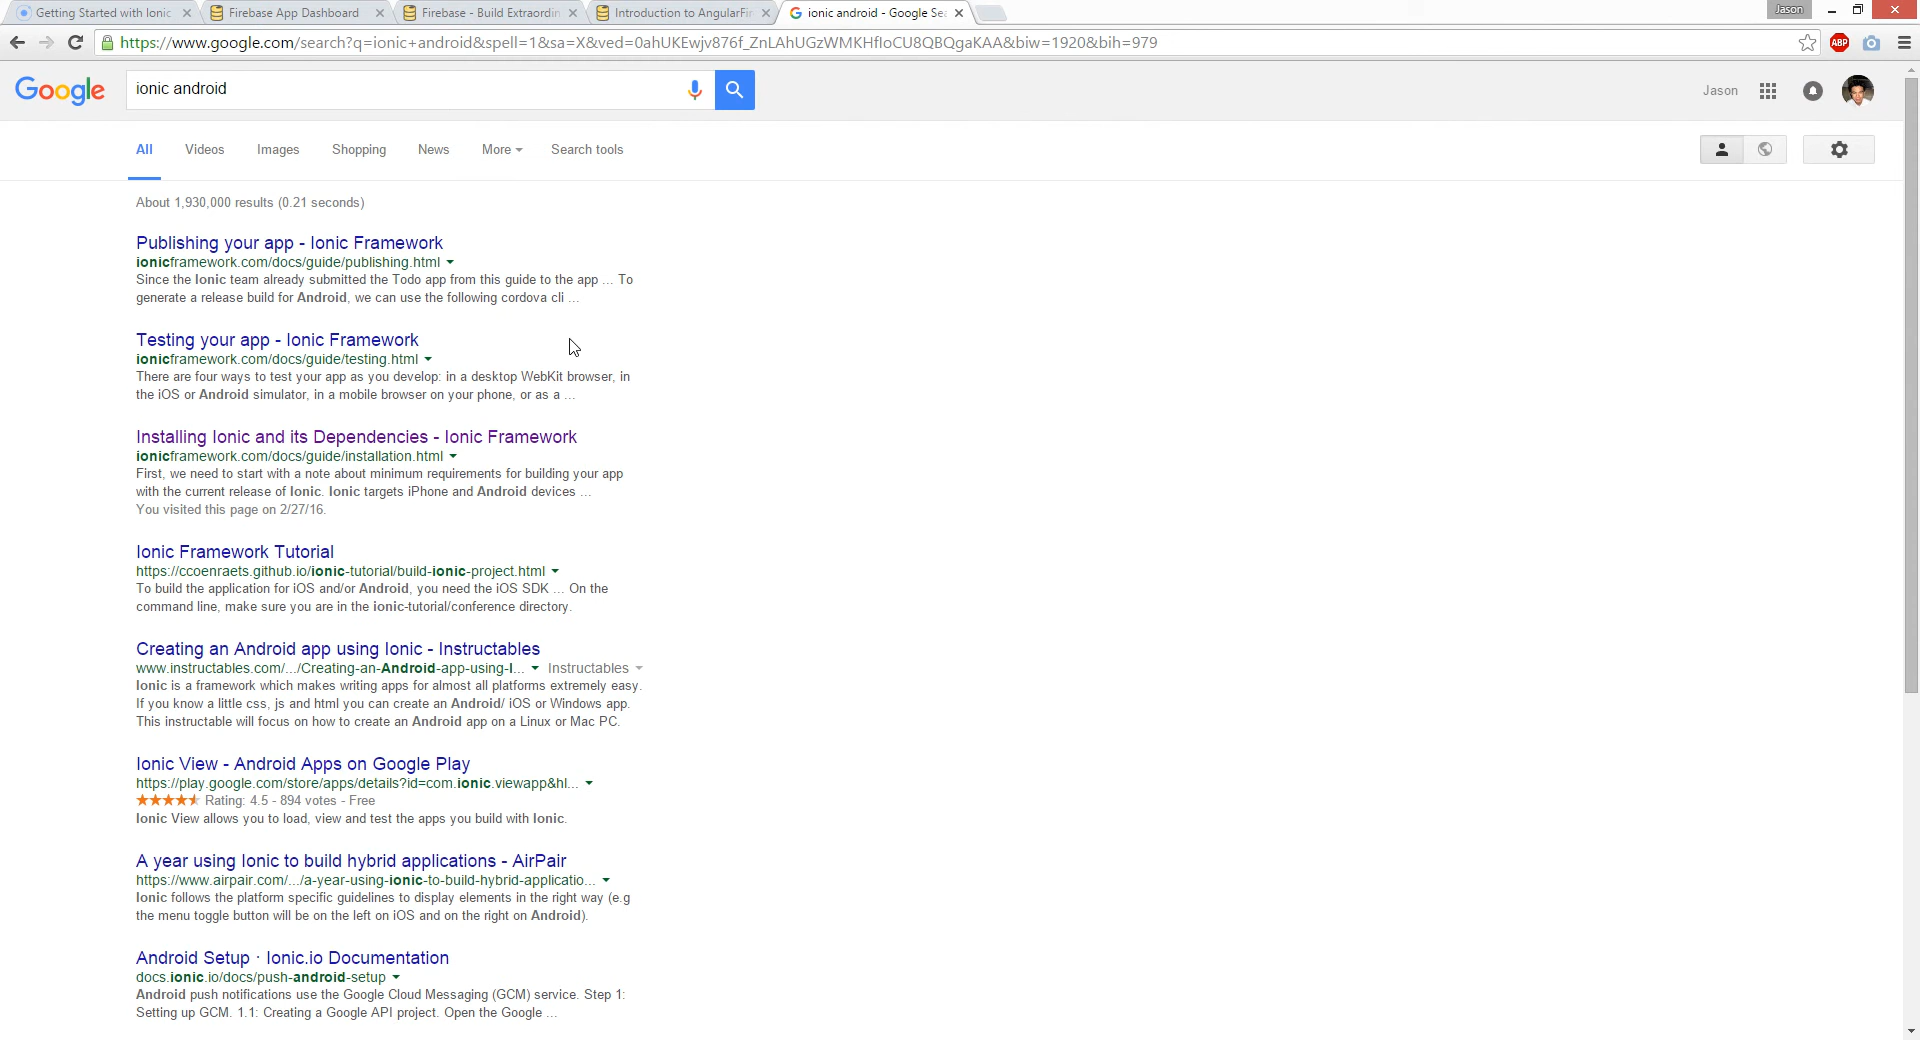 Getting Started with Ionic
Firebase App Dashboard
Firebase - Build Extraordin
Introduction to AngularFir
ionic android - Google Sea
Jason
https://www.google.com/search?q=ionic+android&spell=1&sa=X&ved=0ahUKEwjv876f_ZnLAhUGzWMKHfIoCU8QBQgaKAA&biw=1920&bih=979
ABP
Google
ionic android
Jason
All Videos Images Shopping News More Search tools
About 1,930,000 results (0.21 seconds)
Publishing your app - Ionic Framework
ionicframework.com/docs/guide/publishing.html
Since the Ionic team already submitted the Todo app from this guide to the app ... To
generate a release build for Android, we can use the following cordova cli ...
Testing your app - Ionic Framework
ionicframework.com/docs/guide/testing.html
There are four ways to test your app as you develop: in a desktop WebKit browser, in
the iOS or Android simulator, in a mobile browser on your phone, or as a ...
Installing Ionic and its Dependencies - Ionic Framework
ionicframework.com/docs/guide/installation.html
First, we need to start with a note about minimum requirements for building your app
with the current release of Ionic. Ionic targets iPhone and Android devices ...
You visited this page on 2/27/16.
Ionic Framework Tutorial
https://ccoenraets.github.io/ionic-tutorial/build-ionic-project.html
To build the application for iOS and/or Android, you need the iOS SDK ... On the
command line, make sure you are in the ionic-tutorial/conference directory.
Creating an Android app using Ionic - Instructables
www.instructables.com/.../Creating-an-Android-app-using-I... Instructables
Ionic is a framework which makes writing apps for almost all platforms extremely easy.
If you know a little css, js and html you can create an Android/ iOS or Windows app.
This instructable will focus on how to create an Android app on a Linux or Mac PC.
Ionic View - Android Apps on Google Play
https://play.google.com/store/apps/details?id=com.ionic.viewapp&hl...
Rating: 4.5 - 894 votes - Free
Ionic View allows you to load, view and test the apps you build with Ionic.
A year using Ionic to build hybrid applications - AirPair
https://www.airpair.com/.../a-year-using-ionic-to-build-hybrid-applicatio...
Ionic follows the platform specific guidelines to display elements in the right way (e.g
the menu toggle button will be on the left on iOS and on the right on Android).
Android Setup · Ionic.io Documentation
docs.ionic.io/docs/push-android-setup
Android push notifications use the Google Cloud Messaging (GCM) service. Step 1:
Setting up GCM. 1.1: Creating a Google API project. Open the Google ...